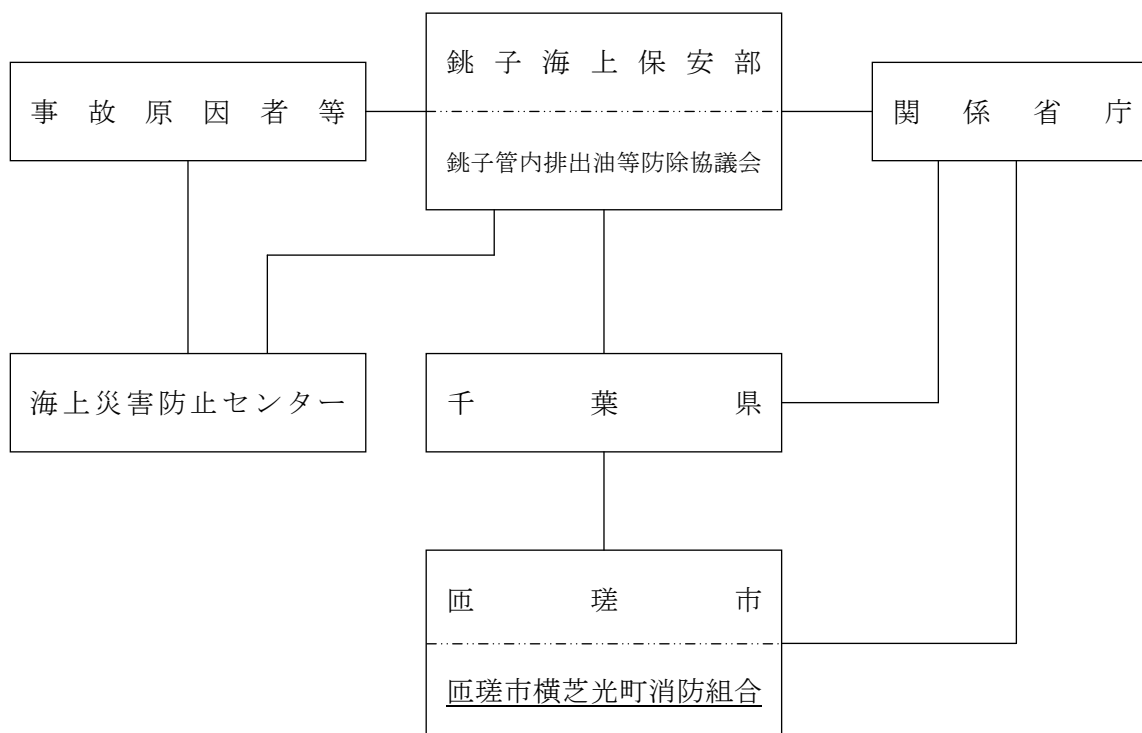 銚子海上保安部
事故原因者等
関係省庁
銚子管内排出油等防除協議会
海上災害防止センター
千葉県
匝瑳市
匝瑳市横芝光町消防組合